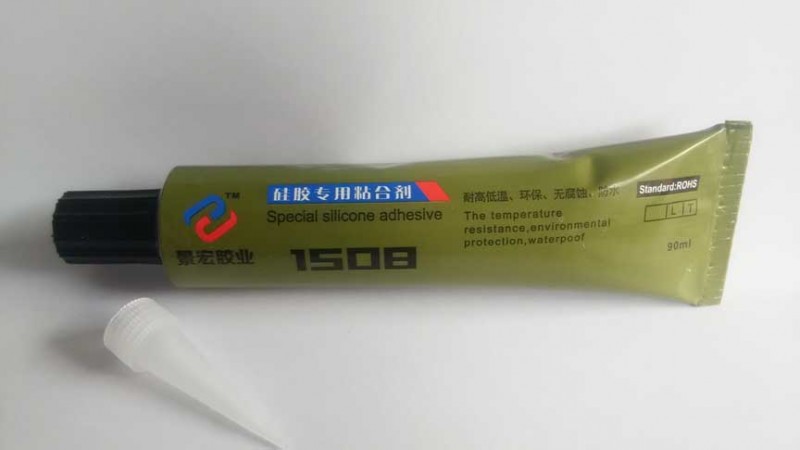 TM
景宏胶业
硅胶专用粘合剂
Special silicone adhesive
1508
耐高低温、环保、无腐蚀、防水
The temperature
resistance,environmental
protection,waterpoof
Standard:ROHS
L T
90ml